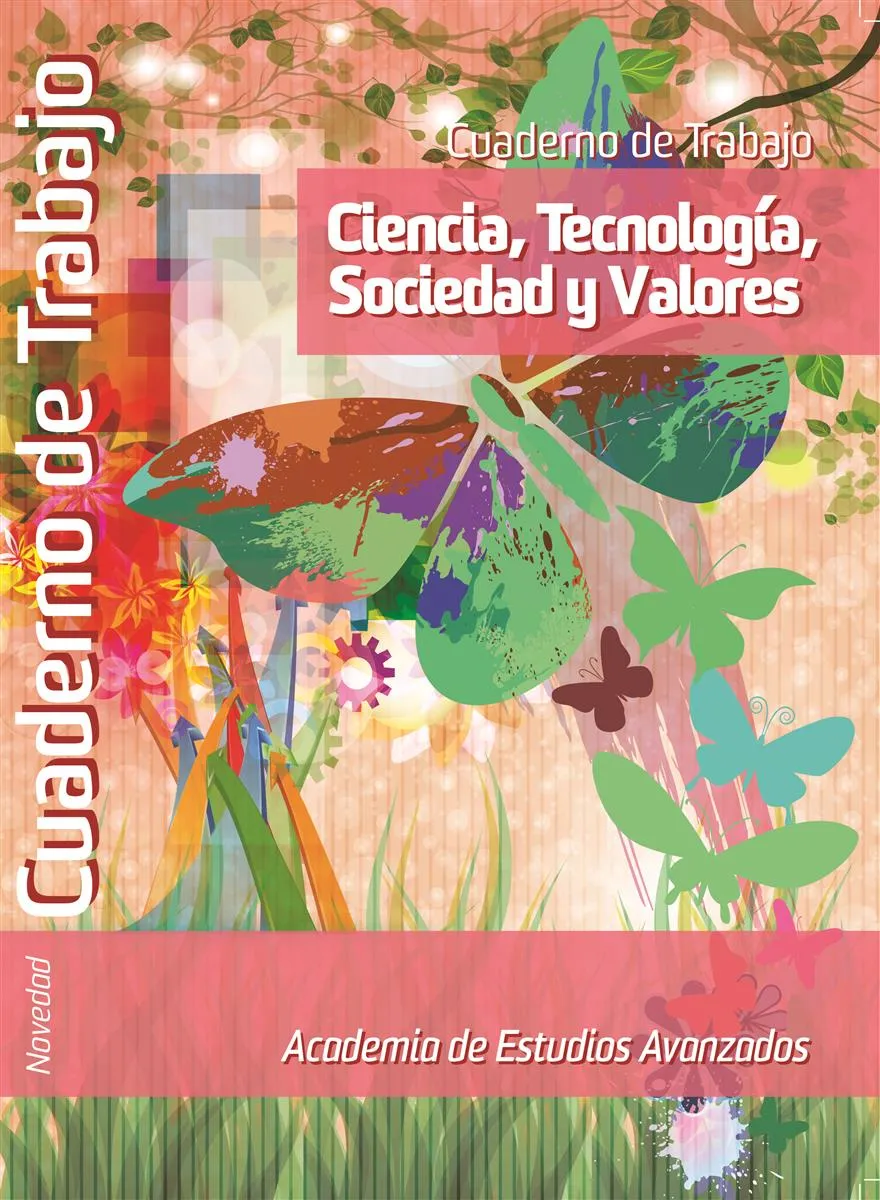 Cuaderno de Trabajo
Cuaderno de Trabajo
Ciencia, Tecnología,
Sociedad y Valores
Novedad
Academia de Estudios Avanzados